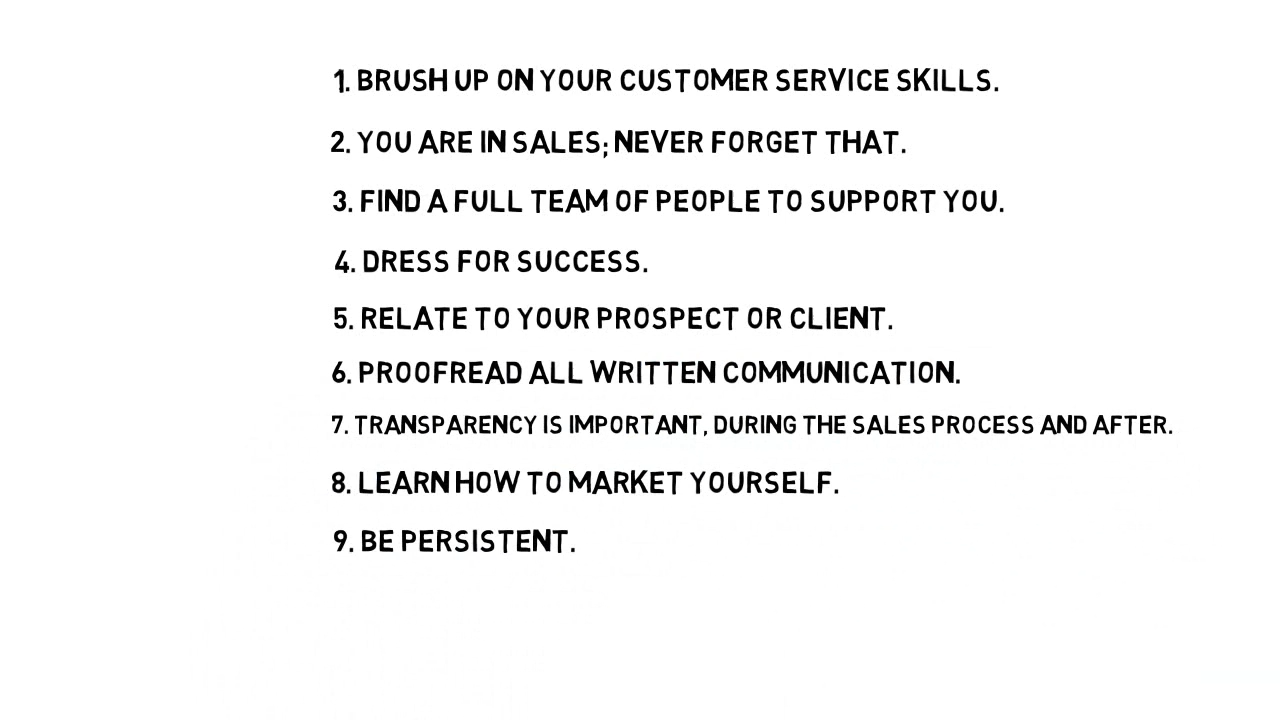 1. BRUSH UP ON YOUR CUSTOMER SERVICE SKILLS.
2. YOU ARE IN SALES; NEVER FORGET THAT.
3. FIND A FULL TEAM OF PEOPLE TO SUPPORT YOU.
4. DRESS FOR SUCCESS.
5. RELATE TO YOUR PROSPECT OR CLIENT.
6. PROOFREAD ALL WRITTEN COMMUNICATION.
7. TRANSPARENCY IS IMPORTANT, DURING THE SALES PROCESS AND AFTER.
8. LEARN HOW TO MARKET YOURSELF.
9. BE PERSISTENT.